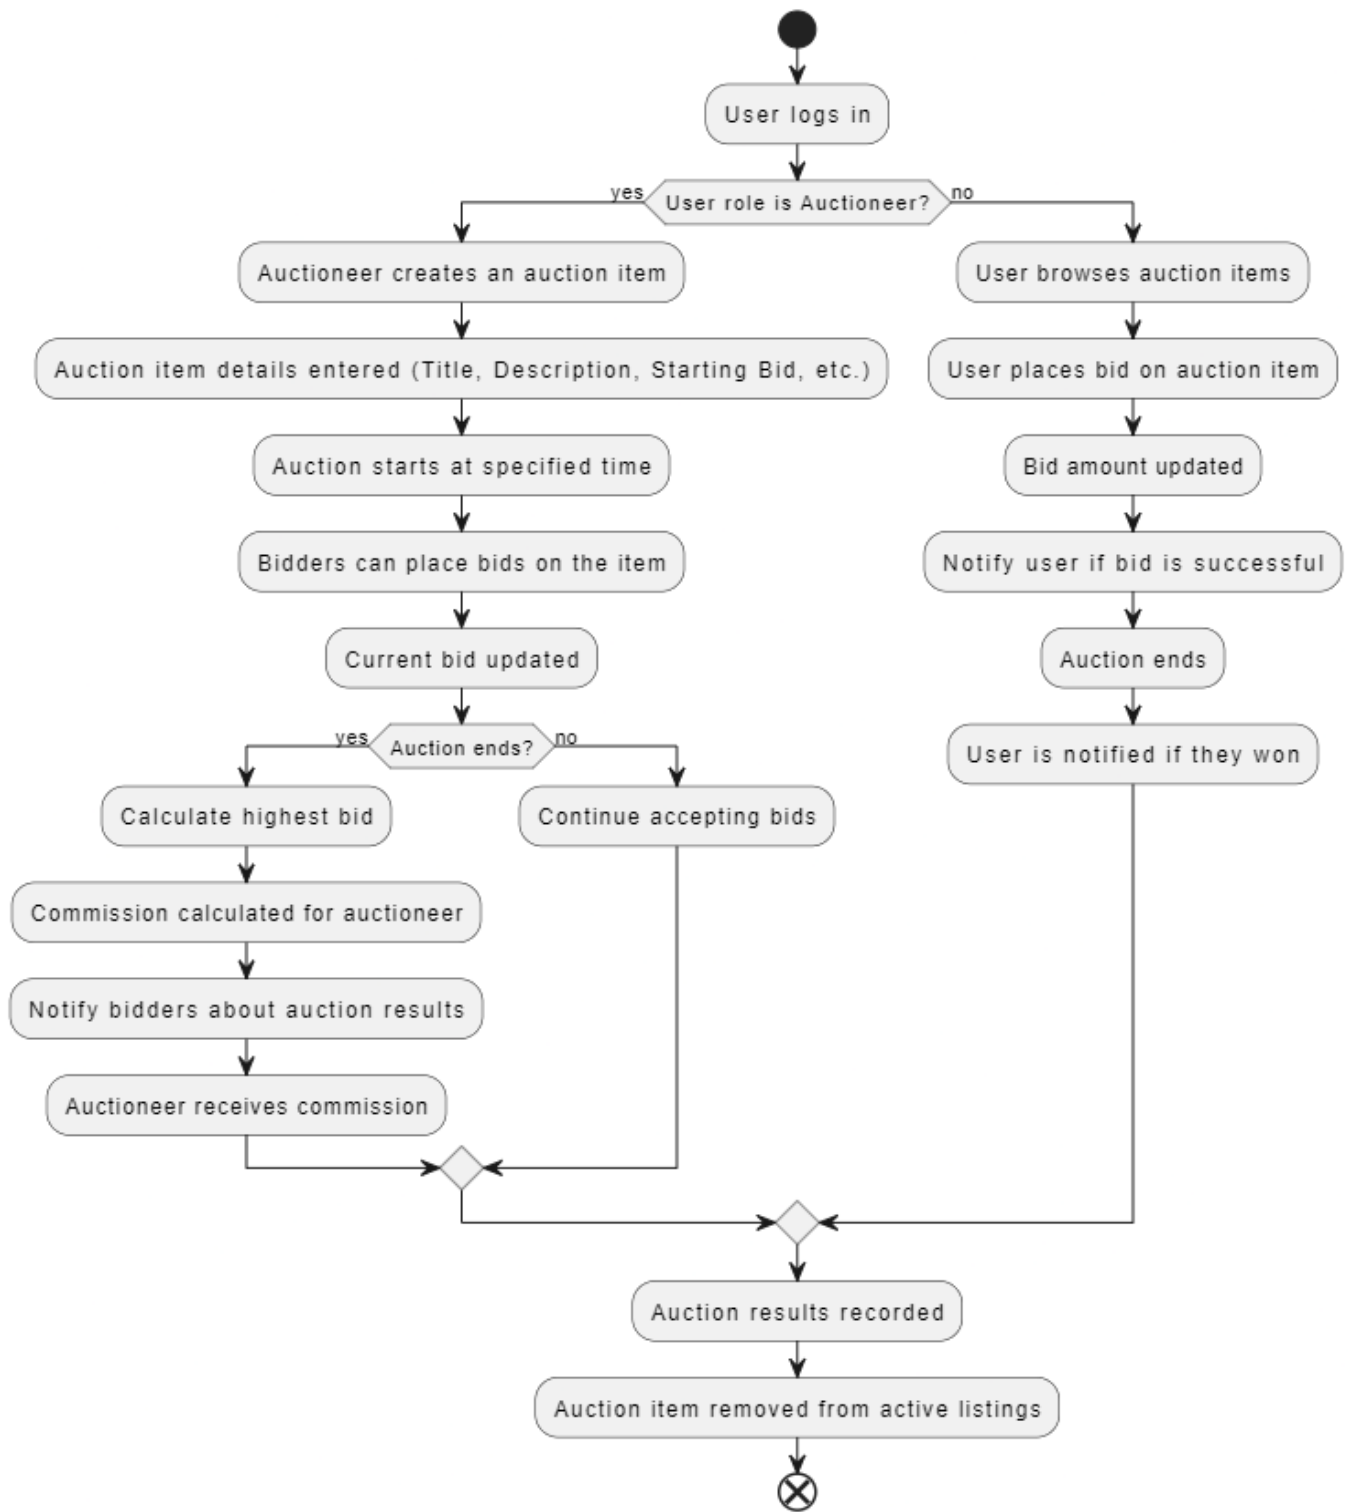 User logs in
yes
User role is Auctioneer?
no
Auctioneer creates an auction item
User browses auction items
Auction item details entered (Title, Description, Starting Bid, etc.)
User places bid on auction item
Auction starts at specified time
Bid amount updated
Bidders can place bids on the item
Notify user if bid is successful
Current bid updated
Auction ends
yes
Auction ends?
no
User is notified if they won
Calculate highest bid
Continue accepting bids
Commission calculated for auctioneer
Notify bidders about auction results
Auctioneer receives commission
Auction results recorded
Auction item removed from active listings